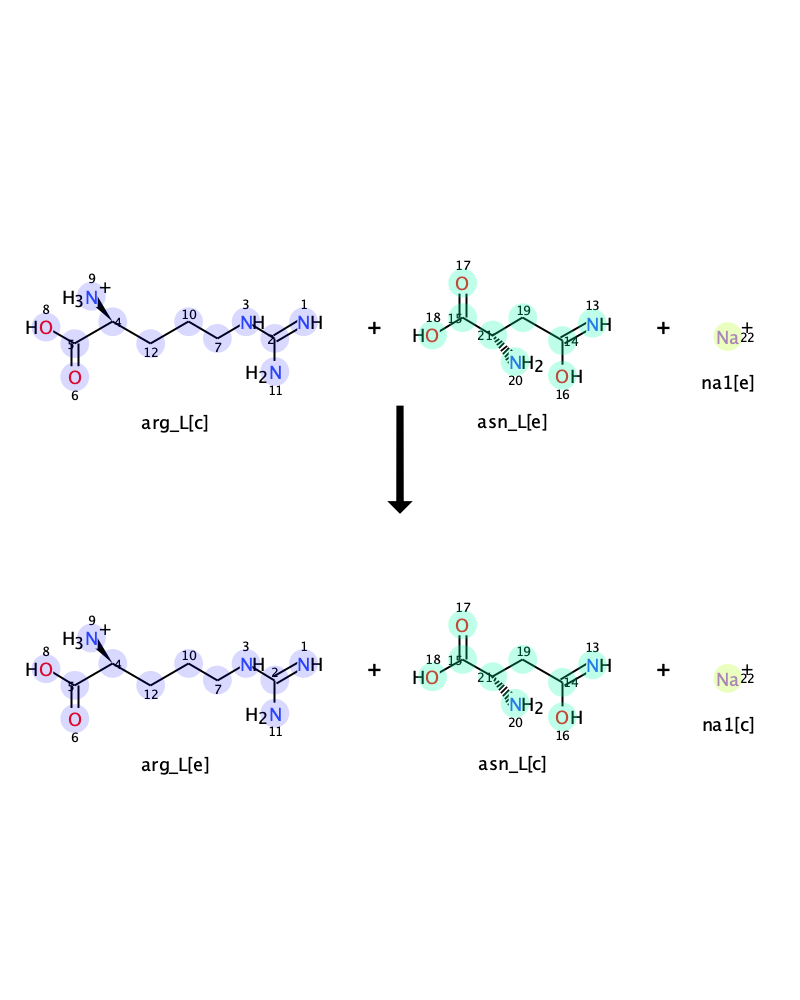 9
H₃N+
8
HO
5
O
6
4
12
10
7
3
NH
2
1
NH
H₂N
11
arg_L[c]
+
17
O
18
HO
15
21
NH2
20
19
13
NH
14
OH
16
asn_L[e]
+
Na+
22
na1[e]
9
H₃N+
8
HO
5
O
6
4
12
10
7
3
NH
2
1
NH
H₂N
11
arg_L[e]
+
17
O
18
HO
15
21
NH2
20
19
13
NH
14
OH
16
asn_L[c]
+
Na+
22
na1[c]